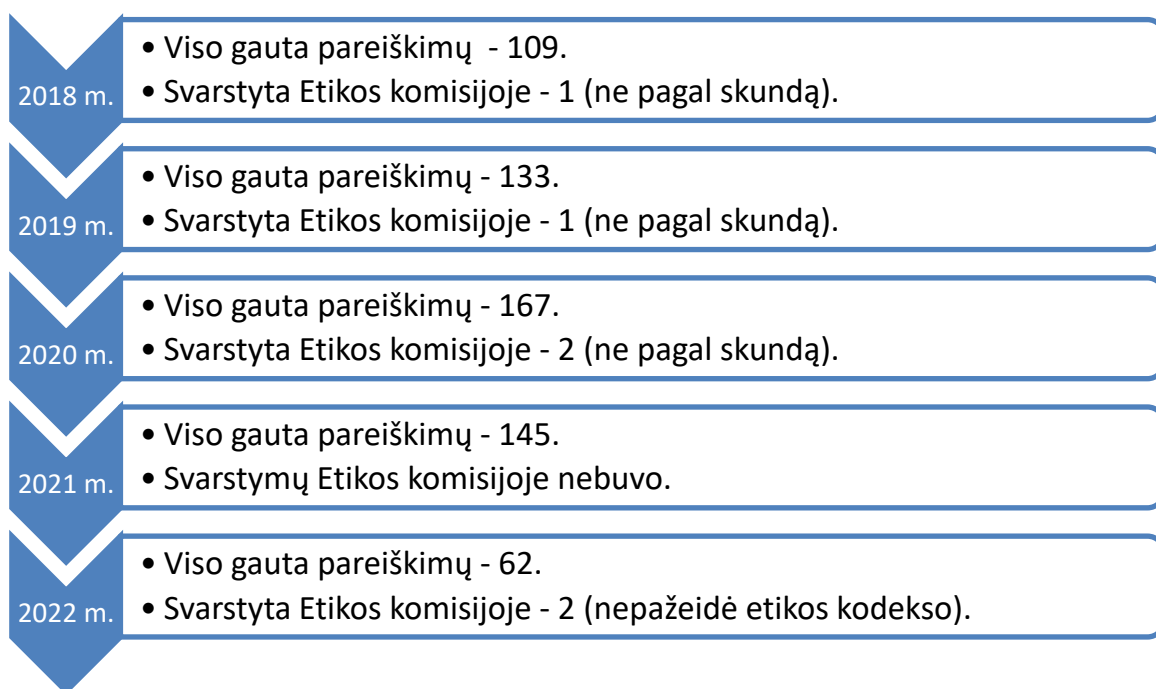 2018 m.
• Viso gauta pareiškimų - 109.
• Svarstyta Etikos komisijoje - 1 (ne pagal skundą).
2019 m.
• Viso gauta pareiškimų - 133.
• Svarstyta Etikos komisijoje - 1 (ne pagal skundą).
2020 m.
• Viso gauta pareiškimų - 167.
• Svarstyta Etikos komisijoje - 2 (ne pagal skundą).
2021 m.
• Viso gauta pareiškimų - 145.
• Svarstymų Etikos komisijoje nebuvo.
2022 m.
• Viso gauta pareiškimų - 62.
• Svarstyta Etikos komisijoje - 2 (nepažeidė etikos kodekso).